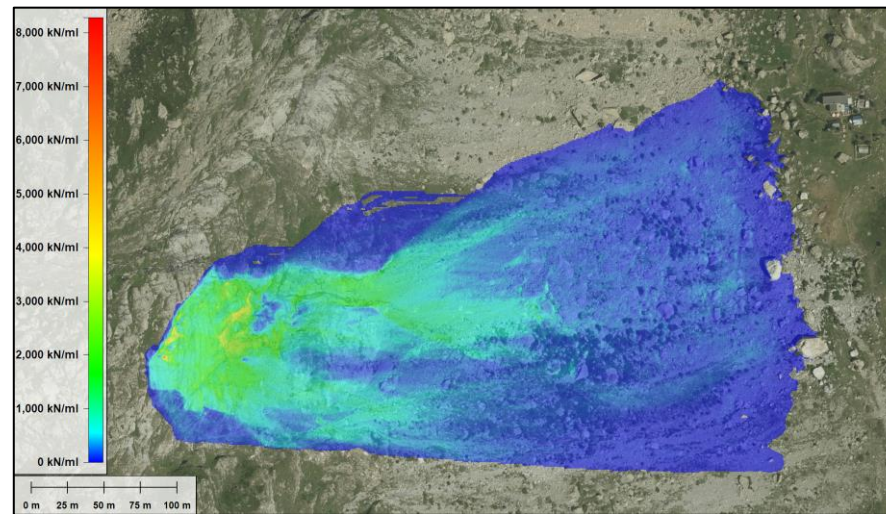 8,000 kN/ml
7,000 kN/ml
6,000 kN/ml
5,000 kN/ml
4,000 kN/ml
3,000 kN/ml
2,000 kN/ml
1,000 kN/ml
0 kN/ml
0 m 25 m 50 m 75 m 100 m